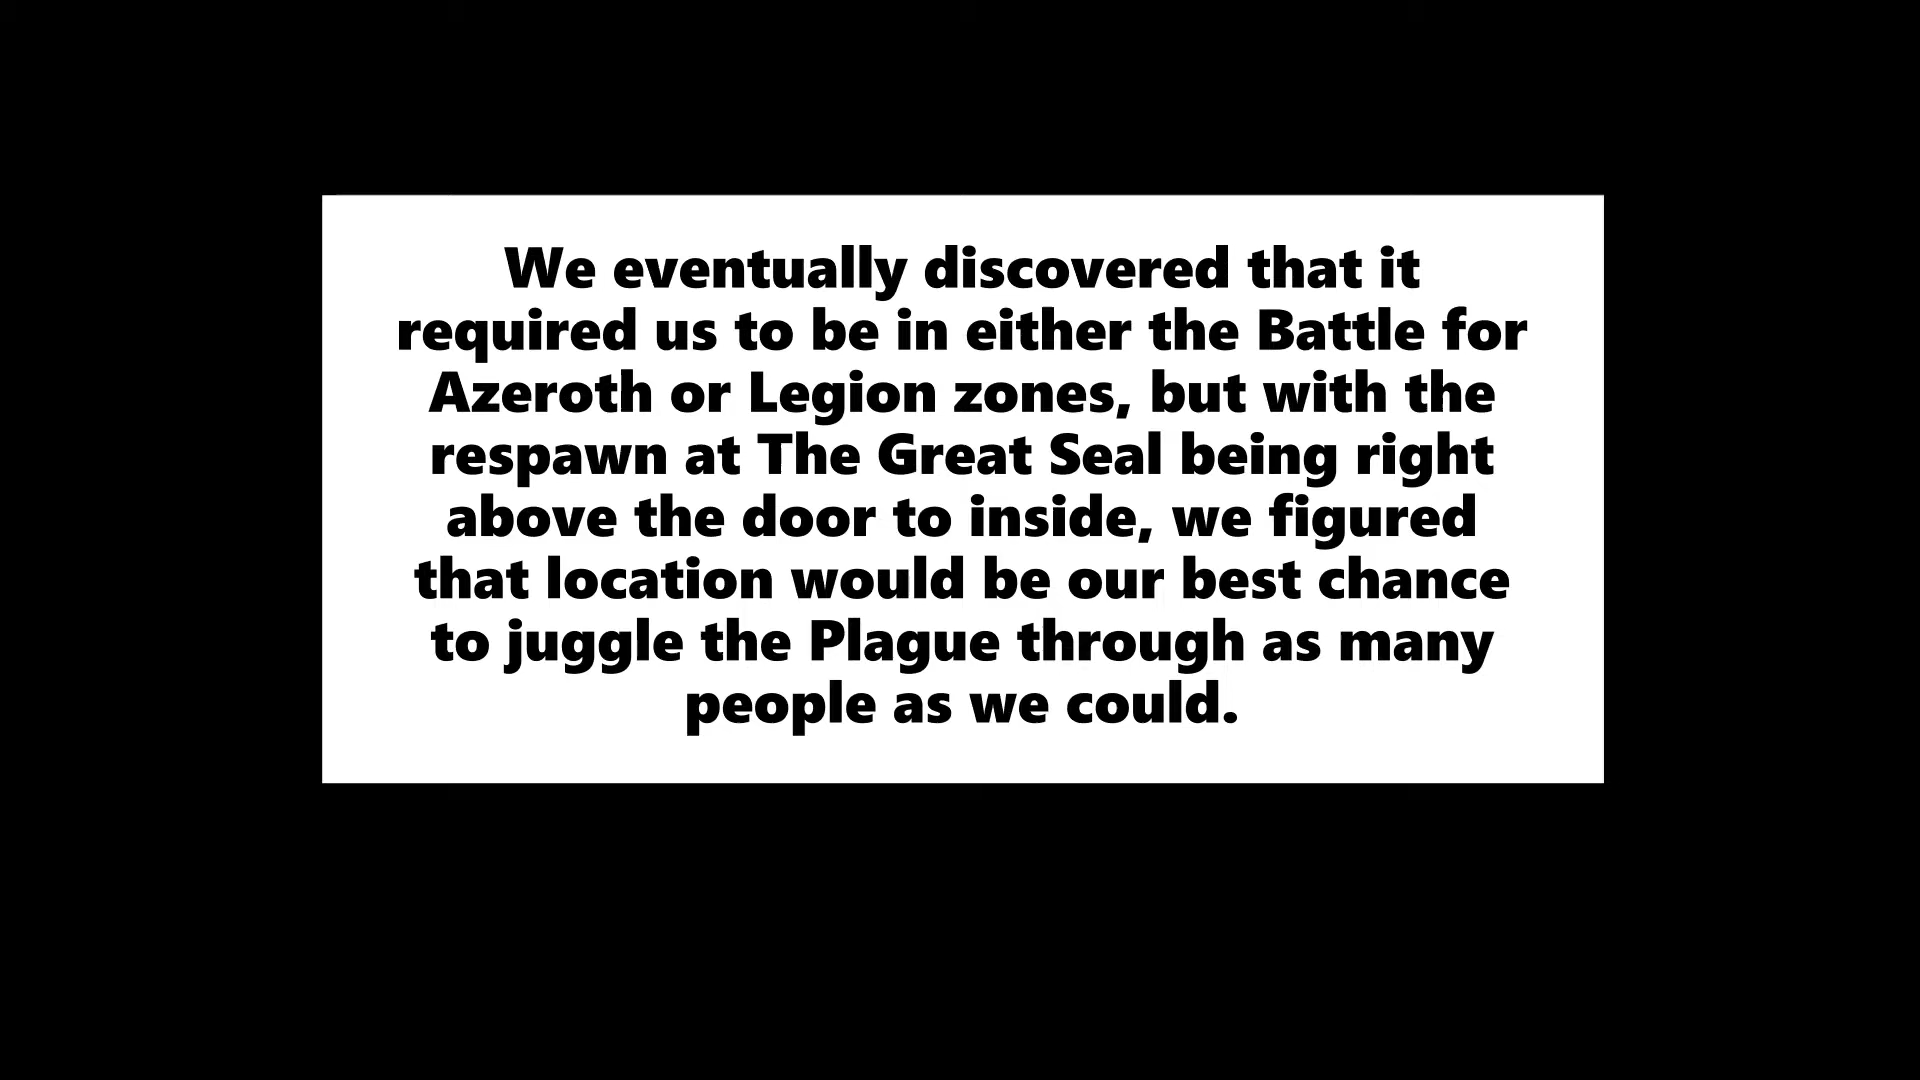 We eventually discovered that it
required us to be in either the Battle for
Azeroth or Legion zones, but with the
respawn at The Great Seal being right
above the door to inside, we figured
that location would be our best chance
to juggle the Plague through as many
people as we could.